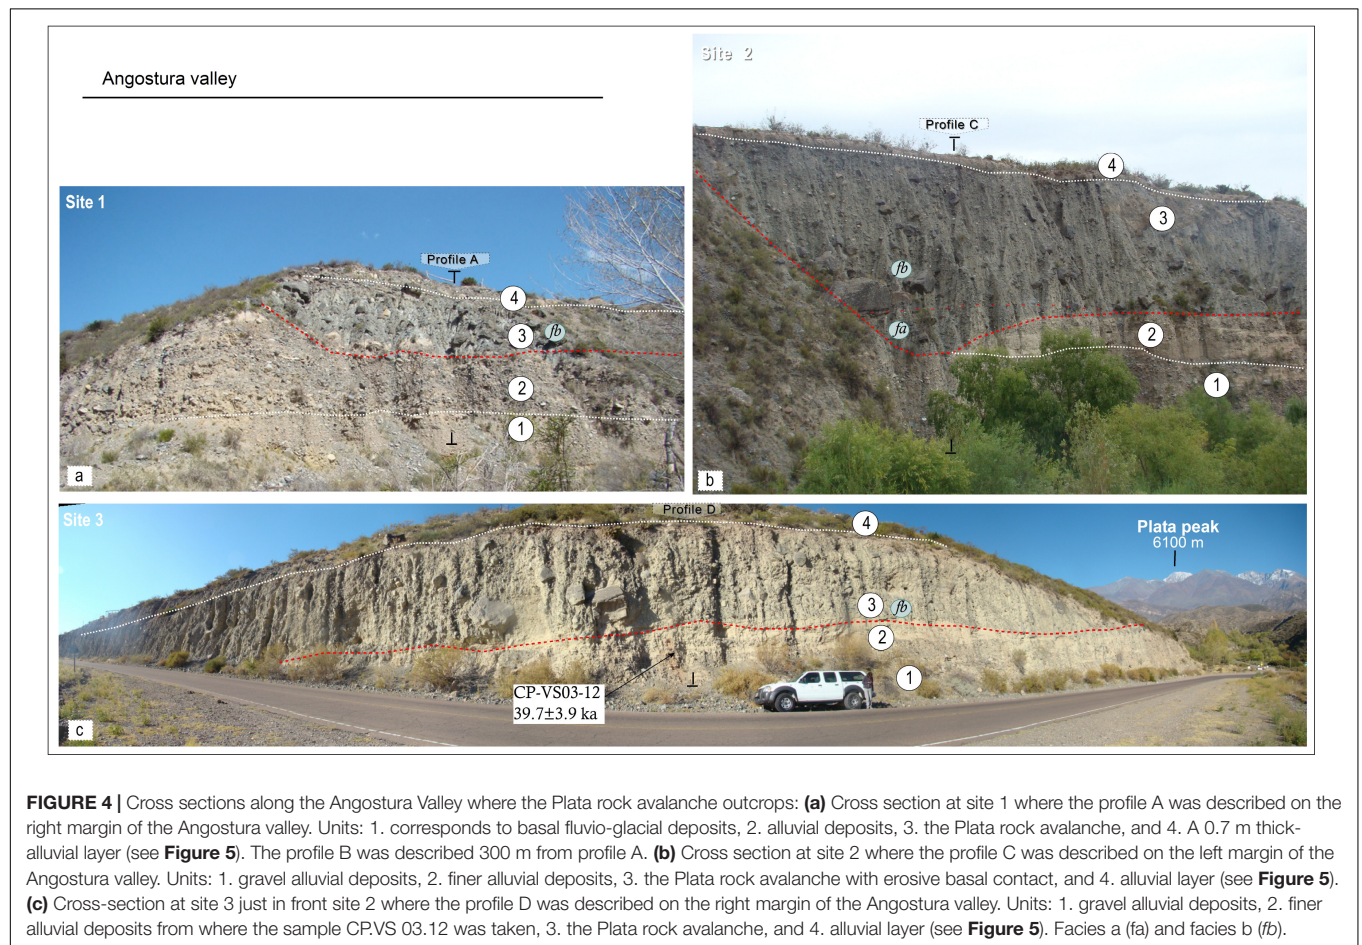 Angostura valley
Site 1
Profile A
4
3
fb
2
1
a
Site 2
Profile C
4
3
fb
fa
2
1
b
Site 3
Profile D
4
Plata peak
6100 m
3
fb
2
1
CP-VS03-12
39.7±3.9 ka
c
FIGURE 4 | Cross sections along the Angostura Valley where the Plata rock avalanche outcrops: (a) Cross section at site 1 where the profile A was described on the
right margin of the Angostura valley. Units: 1. corresponds to basal fluvio-glacial deposits, 2. alluvial deposits, 3. the Plata rock avalanche, and 4. A 0.7 m thick-
alluvial layer (see Figure 5). The profile B was described 300 m from profile A. (b) Cross section at site 2 where the profile C was described on the left margin of the
Angostura valley. Units: 1. gravel alluvial deposits, 2. finer alluvial deposits, 3. the Plata rock avalanche with erosive basal contact, and 4. alluvial layer (see Figure 5).
(c) Cross-section at site 3 just in front site 2 where the profile D was described on the right margin of the Angostura valley. Units: 1. gravel alluvial deposits, 2. finer
alluvial deposits from where the sample CP.VS 03.12 was taken, 3. the Plata rock avalanche, and 4. alluvial layer (see Figure 5). Facies a (fa) and facies b (fb).